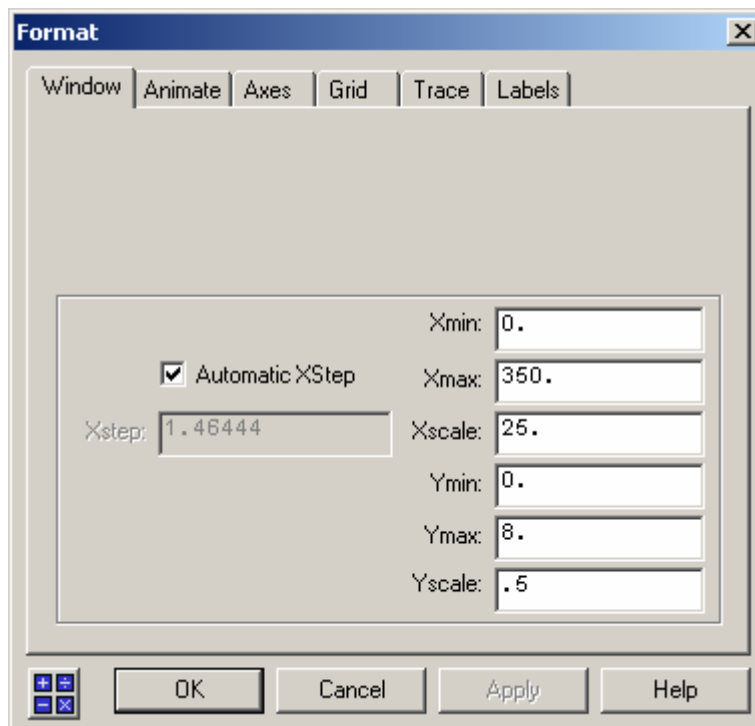 Format
Window Animate Axes Grid Trace Labels
Xmin: 0.
Automatic XStep
Xmax: 350.
Xstep: 1.46444
Xscale: 25.
Ymin: 0.
Ymax: 8.
Yscale: .5
OK Cancel Apply Help